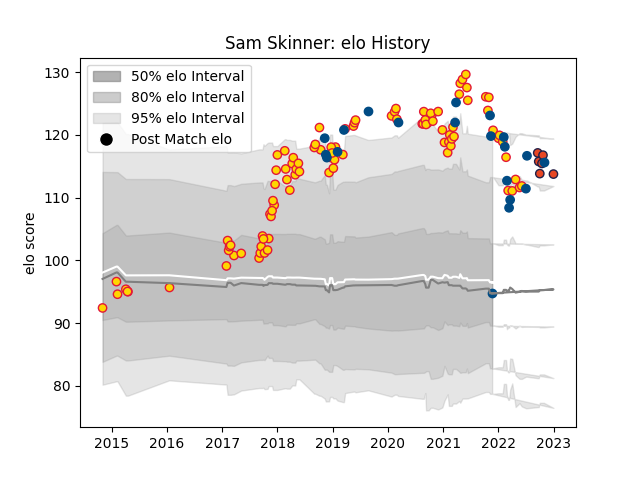 Sam Skinner: elo History
50% elo Interval
80% elo Interval
95% elo Interval
Post Match elo
elo score
130
120
110
100
90
80
2015 2016 2017 2018 2019 2020 2021 2022 2023